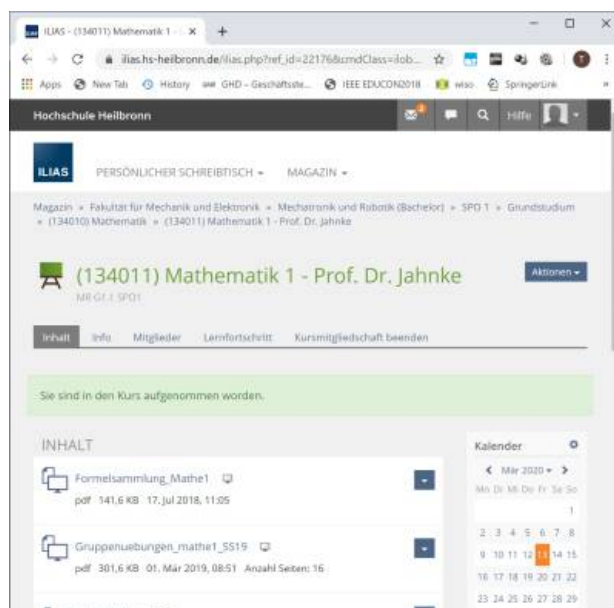 ILIAS - (134011) Mathematik 1 -
ilias.hs-heilbronn.de/ilias.php?ref_id=22176&cmdClass=ilob...
Apps New Tab History GHD - Geschäftsste... IEEE EDUCON2018 wiso SpringerLink
Hochschule Heilbronn
Hilfe
ILIAS PERSÖNLICHER SCHREIBTISCH MAGAZIN
Magazin » Fakultät für Mechanik und Elektronik » Mechatronik und Robotik (Bachelor) » SPO 1 » Grundstudium
» (134010) Mathematik » (134011) Mathematik 1 - Prof. Dr. Jahnke
(134011) Mathematik 1 - Prof. Dr. Jahnke
Aktionen
MR G1.1 SPO1
Inhalt Info Mitglieder Lernfortschritt Kursmitgliedschaft beenden
Sie sind in den Kurs aufgenommen worden.
INHALT
Formelsammlung_Mathe1
pdf 141,6 KB 17. Jul 2018, 11:05
Gruppenuebungen_mathe1_SS19
pdf 301,6 KB 01. Mär 2019, 08:51 Anzahl Seiten: 16
Kalender
Mär 2020
Mo Di Mi Do Fr Sa So
1
2 3 4 5 6 7 8
9 10 11 12 13 14 15
16 17 18 19 20 21 22
23 24 25 26 27 28 29